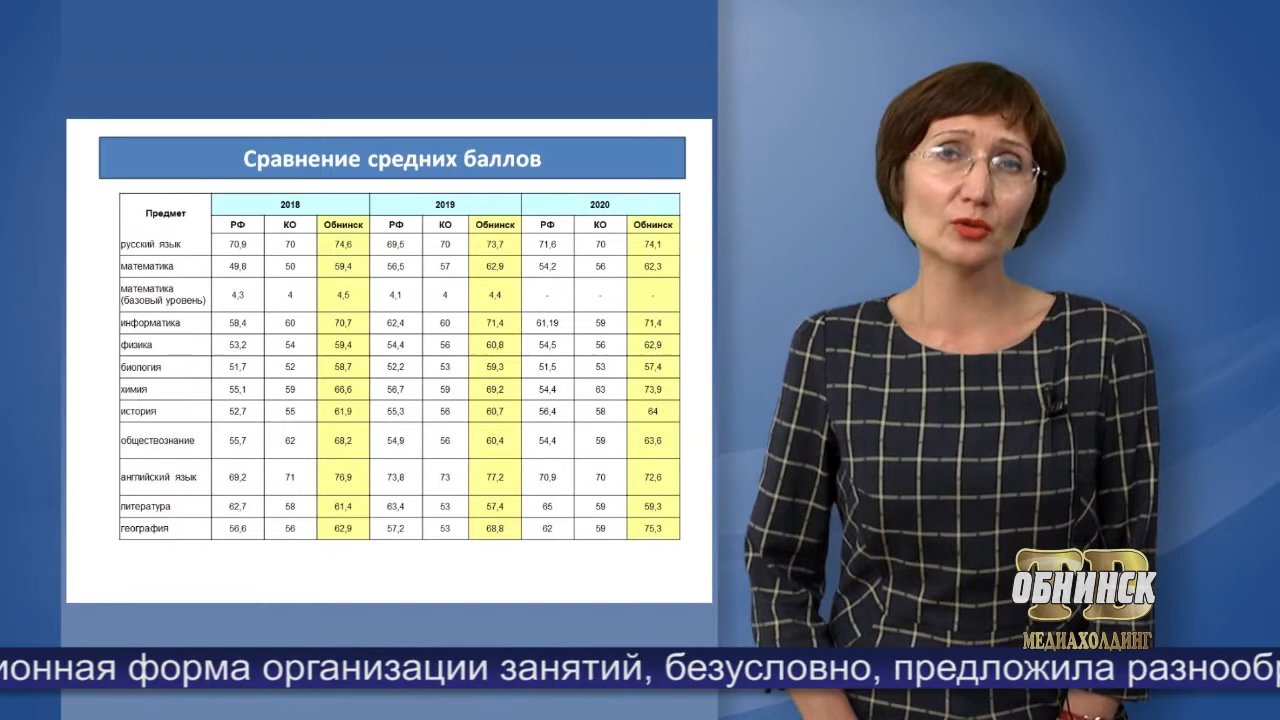 Сравнение средних баллов
Предмет 2018 2019 2020
РФ КО Обнинск РФ КО Обнинск РФ КО Обнинск
русский язык 70,9 70 74,6 69,5 70 73,7 71,6 70 74,1
математика 49,8 50 59,4 56,5 57 62,9 54,2 56 62,3
математика
(базовый уровень) 4,3 4 4,5 4,1 4 4,4 - - -
информатика 58,4 60 70,7 62,4 60 71,4 61,19 59 71,4
физика 53,2 54 59,4 54,4 56 60,8 54,5 56 62,9
биология 51,7 52 58,7 52,2 53 59,3 51,5 53 57,4
химия 55,1 59 66,6 56,7 59 69,2 54,4 63 73,9
история 52,7 55 61,9 55,3 56 60,7 56,4 58 64
обществознание 55,7 62 68,2 54,9 56 60,4 54,4 59 63,6
английский язык 69,2 71 76,9 73,8 73 77,2 70,9 70 72,6
литература 62,7 58 61,4 63,4 53 57,4 65 59 59,3
география 56,6 56 62,9 57,2 53 68,8 62 59 75,3
ТВ
ОБНИНСК
МЕДИАХОЛДИНГ
ионная форма организации занятий, безусловно, предложила разнообр